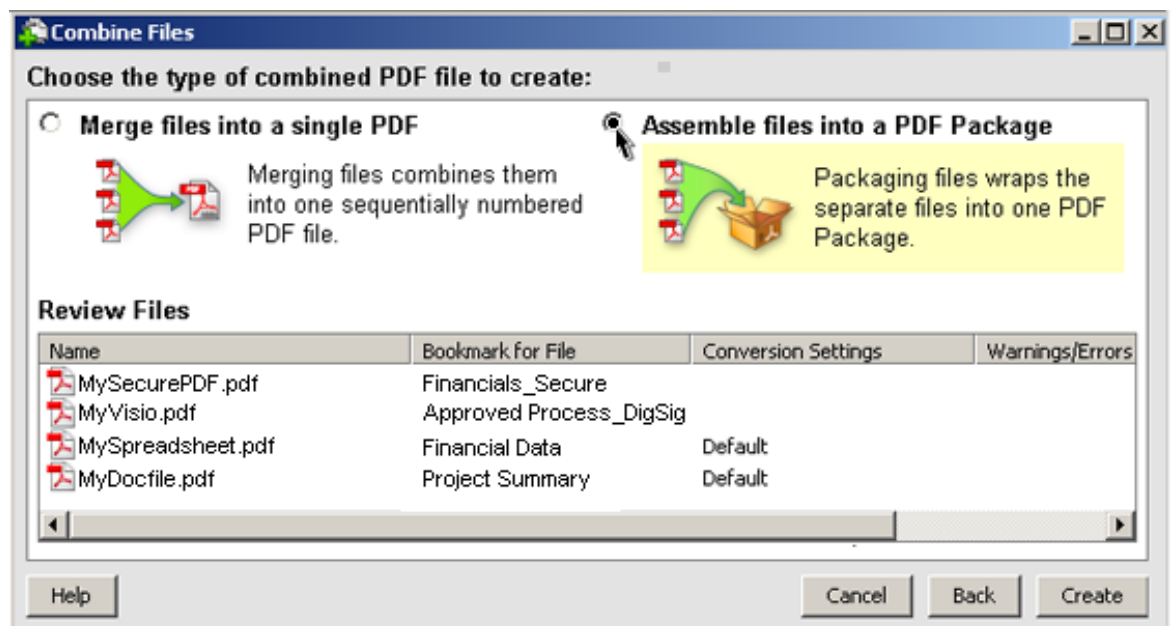 Combine Files
Choose the type of combined PDF file to create:
Merge files into a single PDF
Merging files combines them
into one sequentially numbered
PDF file.
Assemble files into a PDF Package
Packaging files wraps the
separate files into one PDF
Package.
Review Files
Name Bookmark for File Conversion Settings Warnings/Errors
MySecurePDF.pdf Financials_Secure
MyVisio.pdf Approved Process_DigSig
MySpreadsheet.pdf Financial Data Default
MyDocfile.pdf Project Summary Default
Help Cancel Back Create